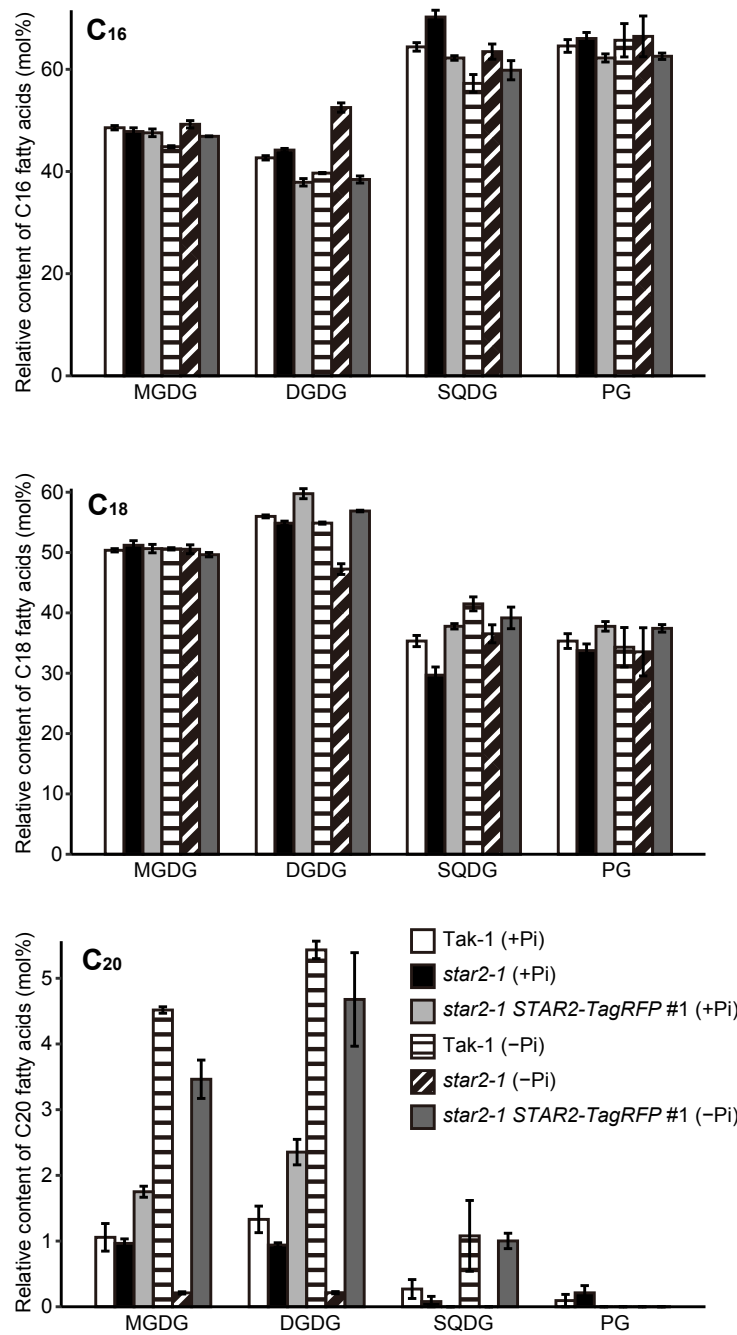 C16
Relative content of C16 fatty acids (mol%)
60
40
20
0
MGDG DGDG SQDG PG
C18
Relative content of C18 fatty acids (mol%)
60
50
40
30
20
10
0
MGDG DGDG SQDG PG
C20
Relative content of C20 fatty acids (mol%)
5
4
3
2
1
0
Tak-1 (+Pi)
star2-1 (+Pi)
star2-1 STAR2-TagRFP #1 (+Pi)
Tak-1 (−Pi)
star2-1 (−Pi)
star2-1 STAR2-TagRFP #1 (−Pi)
MGDG DGDG SQDG PG